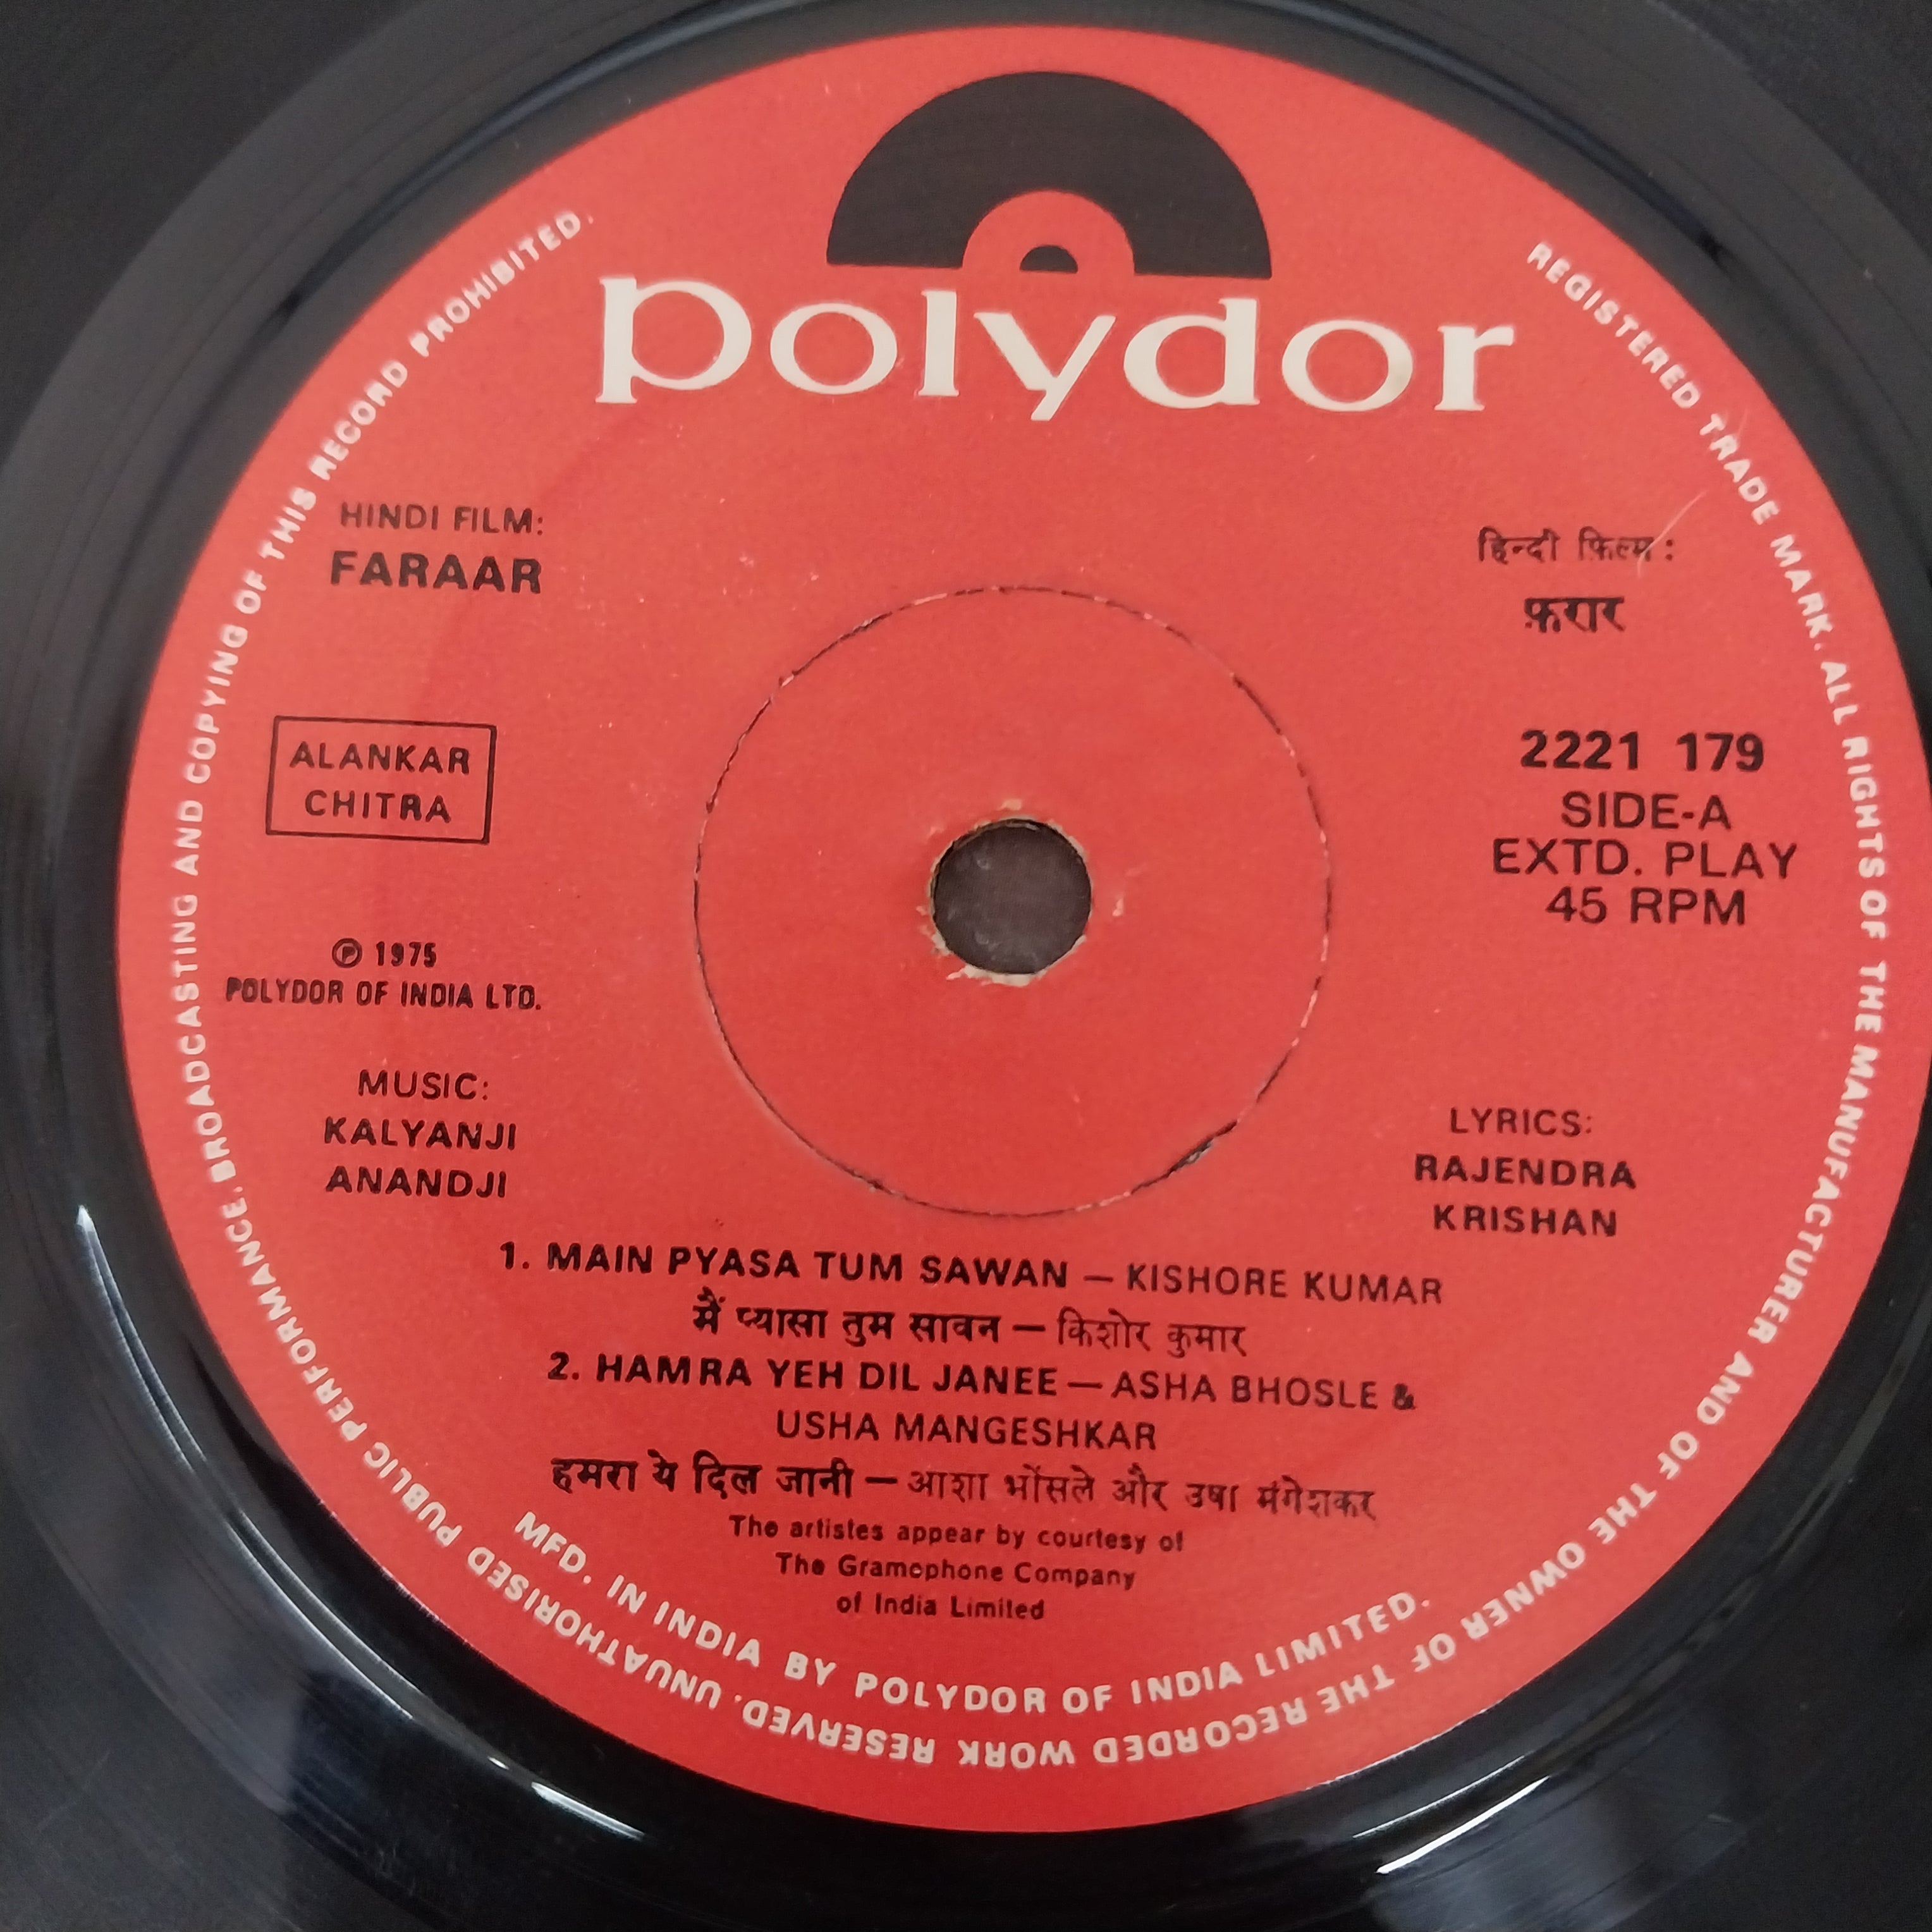 polydor
HINDI FILM:
FARAAR
हिन्दी फ़िल्म :
फ़रार
ALANKAR
CHITRA
2221 179
SIDE-A
EXTD. PLAY
45 RPM
℗ 1975
POLYDOR OF INDIA LTD.
MUSIC:
KALYANJI
ANANDJI
LYRICS:
RAJENDRA
KRISHAN
1. MAIN PYASA TUM SAWAN — KISHORE KUMAR
मैं प्यासा तुम सावन — किशोर कुमार
2. HAMRA YEH DIL JANEE — ASHA BHOSLE &
USHA MANGESHKAR
हमरा ये दिल जानी — आशा भोंसले और उषा मंगेशकर
The artistes appear by courtesy of
The Gramophone Company
of India Limited
MFD. IN INDIA BY POLYDOR OF INDIA LIMITED.
REGISTERED TRADE MARK. ALL RIGHTS OF THE MANUFACTURER AND OF THE OWNER OF THE RECORDED WORK RESERVED. UNUATHORISED PUBLIC PERFORMANCE. BROADCASTING AND COPYING OF THIS RECORD PROHIBITED.